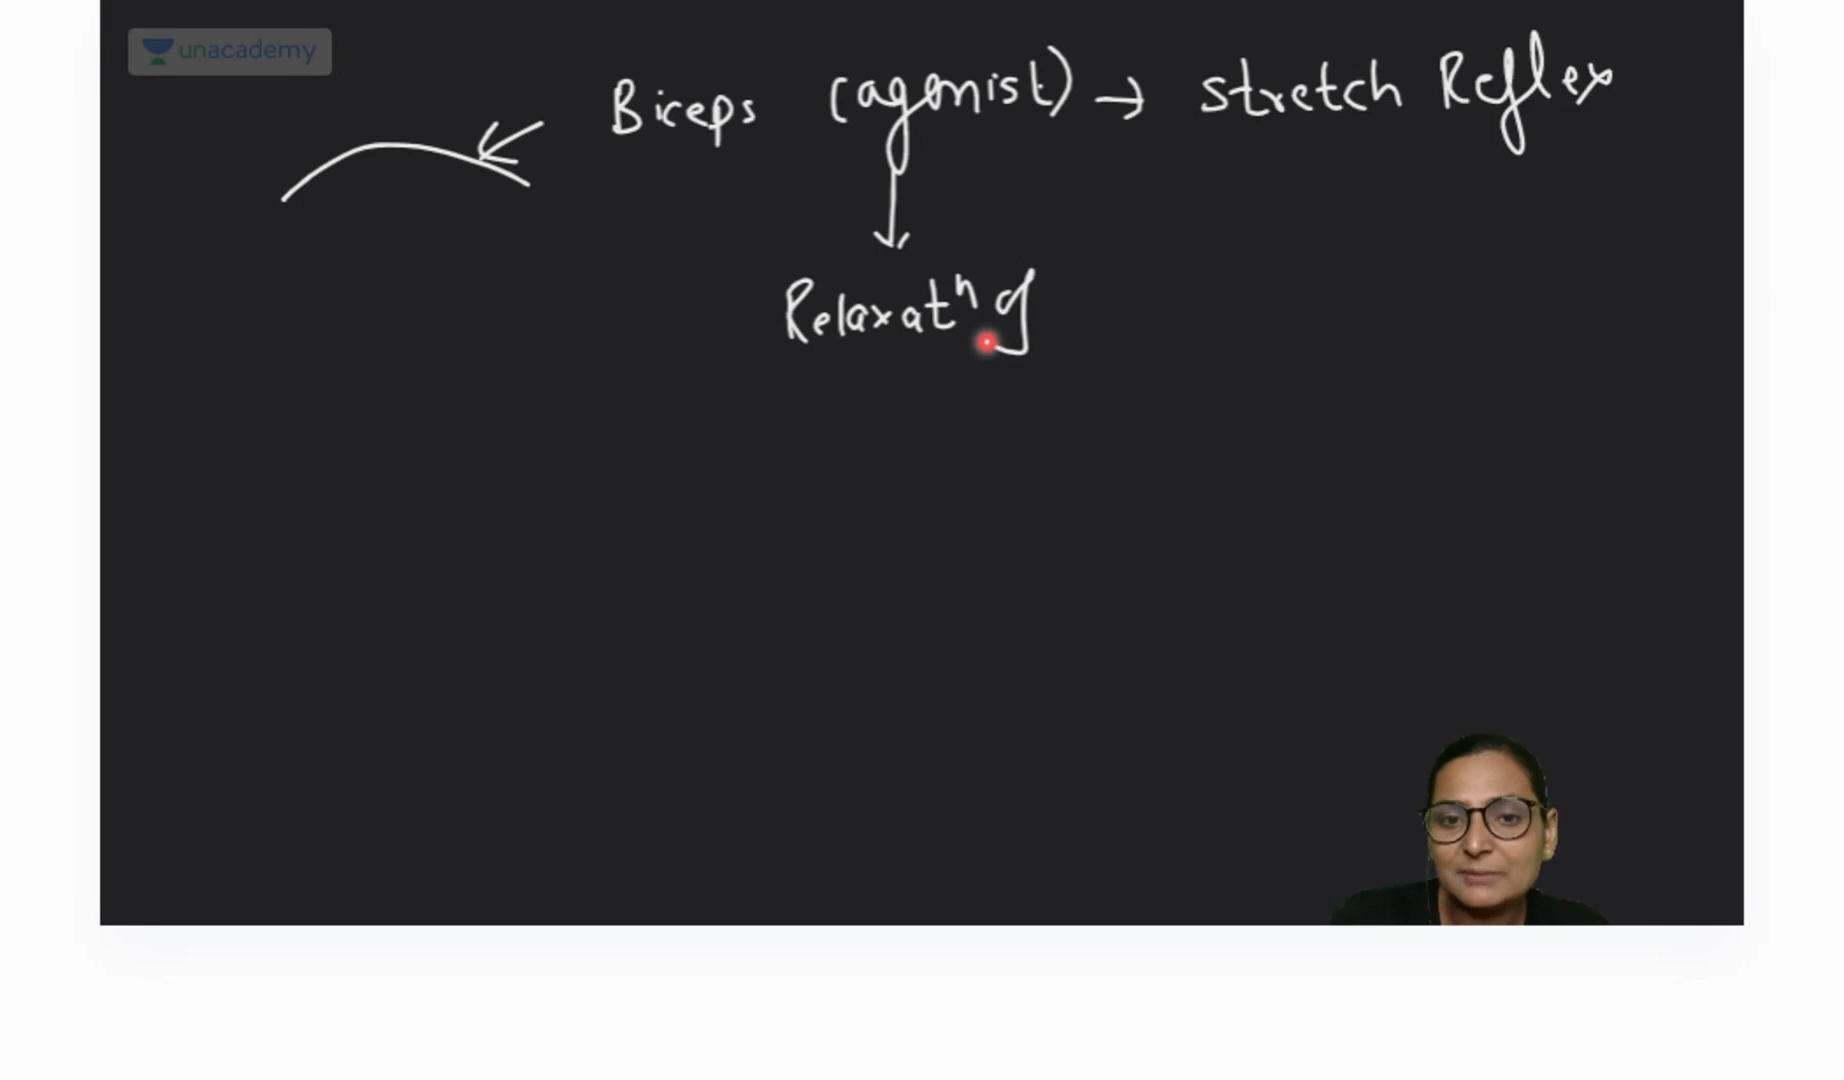 unacademy
Biceps (agonist) → stretch Reflex
↓
Relaxatⁿ of